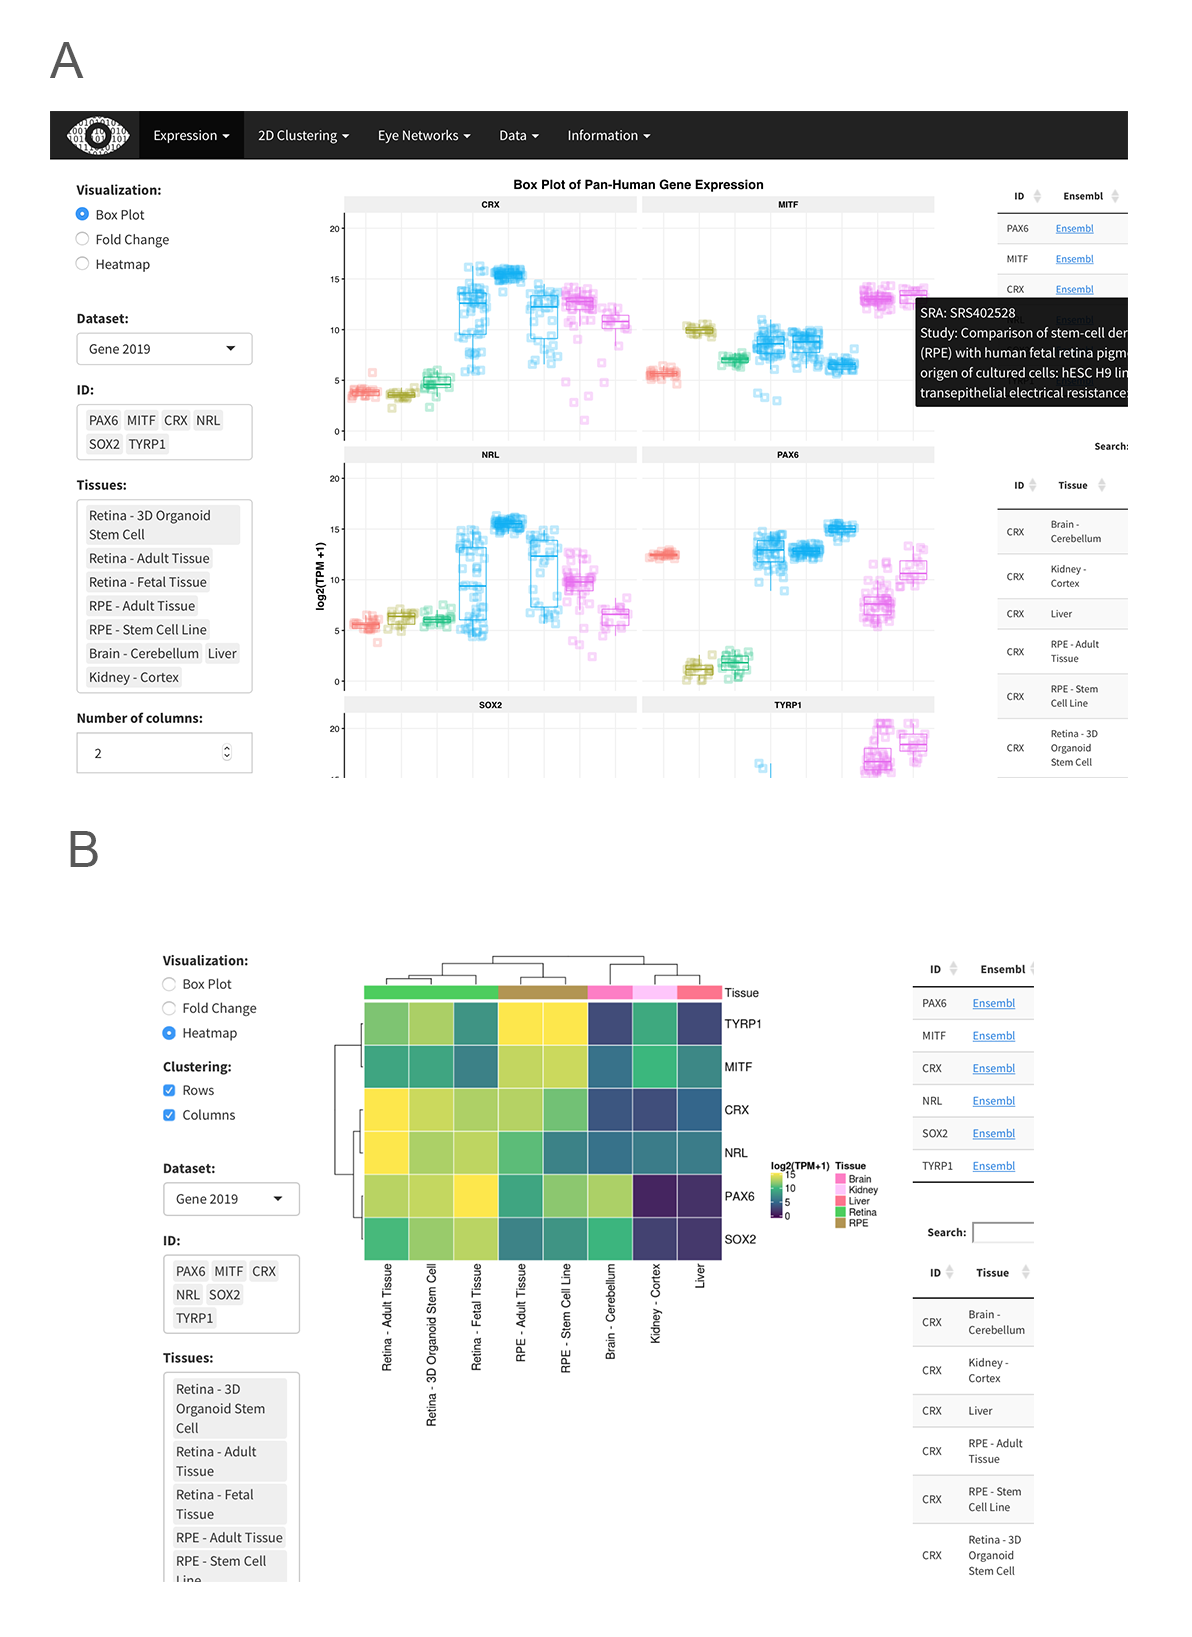 A
Expression
2D Clustering
Eye Networks
Data
Information
Visualization:
Box Plot
Fold Change
Heatmap
Dataset:
Gene 2019
ID:
PAX6 MITF CRX NRL
SOX2 TYRP1
Tissues:
Retina - 3D Organoid
Stem Cell
Retina - Adult Tissue
Retina - Fetal Tissue
RPE - Adult Tissue
RPE - Stem Cell Line
Brain - Cerebellum Liver
Kidney - Cortex
Number of columns:
2
Box Plot of Pan-Human Gene Expression
CRX
MITF
20
15
10
5
0
NRL
PAX6
20
15
10
5
0
log2(TPM +1)
SOX2
TYRP1
20
ID Ensembl
PAX6 Ensembl
MITF Ensembl
CRX Ensembl
SRA: SRS402528
Study: Comparison of stem-cell der
(RPE) with human fetal retina pigm
origen of cultured cells: hESC H9 lin
transepithelial electrical resistance:
Search:
ID Tissue
CRX Brain -
Cerebellum
CRX Kidney -
Cortex
CRX Liver
CRX RPE - Adult
Tissue
CRX RPE - Stem
Cell Line
CRX Retina - 3D
Organoid
Stem Cell
B
Visualization:
Box Plot
Fold Change
Heatmap
Clustering:
Rows
Columns
Dataset:
Gene 2019
ID:
PAX6 MITF CRX
NRL SOX2
TYRP1
Tissues:
Retina - 3D
Organoid Stem
Cell
Retina - Adult
Tissue
Retina - Fetal
Tissue
RPE - Adult Tissue
RPE - Stem Cell
Line
Tissue
TYRP1
MITF
CRX
NRL
PAX6
SOX2
Retina - Adult Tissue
Retina - 3D Organoid Stem Cell
Retina - Fetal Tissue
RPE - Adult Tissue
RPE - Stem Cell Line
Brain - Cerebellum
Kidney - Cortex
Liver
log2(TPM+1)
15
10
5
0
Tissue
Brain
Kidney
Liver
Retina
RPE
ID Ensembl
PAX6 Ensembl
MITF Ensembl
CRX Ensembl
NRL Ensembl
SOX2 Ensembl
TYRP1 Ensembl
Search:
ID Tissue
CRX Brain -
Cerebellum
CRX Kidney -
Cortex
CRX Liver
CRX RPE - Adult
Tissue
CRX RPE - Stem
Cell Line
CRX Retina - 3D
Organoid
Stem Cell